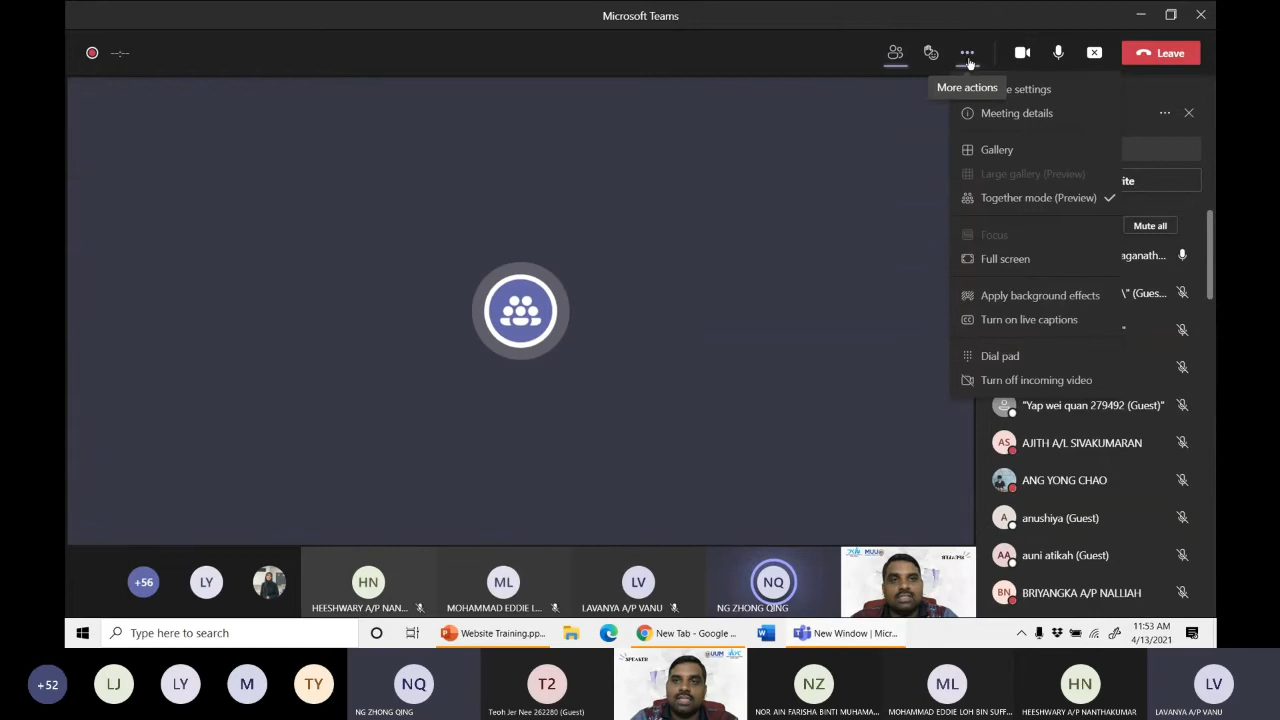 Microsoft Teams
--:--
Leave
More actions
settings
Meeting details
Gallery
Large gallery (Preview)
ite
Together mode (Preview)
Mute all
Focus
aganath...
Full screen
\" (Gues...
Apply background effects
Turn on live captions
"
Dial pad
Turn off incoming video
"Yap wei quan 279492 (Guest)"
AS AJITH A/L SIVAKUMARAN
ANG YONG CHAO
A anushiya (Guest)
AA auni atikah (Guest)
BN BRIYANGKA A/P NALLIAH
+56
LY
HN
HEESHWARY A/P NAN...
ML
MOHAMMAD EDDIE L...
LV
LAVANYA A/P VANU
NQ
NG ZHONG QING
UUM
Type here to search
Website Training.pp...
New Tab - Google ...
New Window | Micr...
11:53 AM
4/13/2021
+52
LJ
LY
M
TY
NQ
NG ZHONG QING
T2
Teoh Jer Nee 262280 (Guest)
SPEAKER
UUM
NZ
NOR AIN FARISHA BINTI MUHAMA...
ML
MOHAMMAD EDDIE LOH BIN SUFF...
HN
HEESHWARY A/P NANTHAKUMAR
LV
LAVANYA A/P VANU